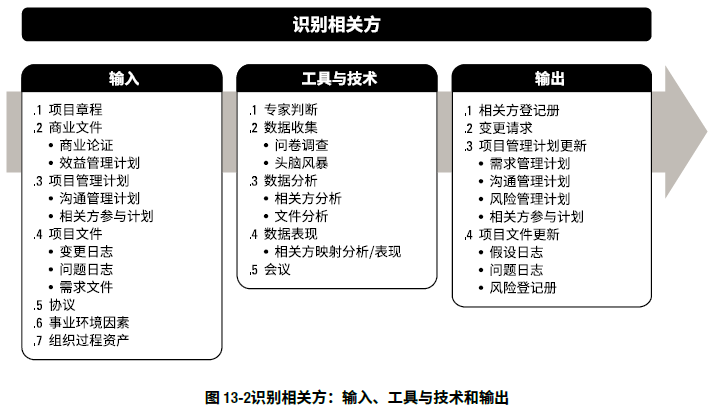 识别相关方
输入
.1 项目章程
.2 商业文件
• 商业论证
• 效益管理计划
.3 项目管理计划
• 沟通管理计划
• 相关方参与计划
.4 项目文件
• 变更日志
• 问题日志
• 需求文件
.5 协议
.6 事业环境因素
.7 组织过程资产
工具与技术
.1 专家判断
.2 数据收集
• 问卷调查
• 头脑风暴
.3 数据分析
• 相关方分析
• 文件分析
.4 数据表现
• 相关方映射分析/表现
.5 会议
输出
.1 相关方登记册
.2 变更请求
.3 项目管理计划更新
• 需求管理计划
• 沟通管理计划
• 风险管理计划
• 相关方参与计划
.4 项目文件更新
• 假设日志
• 问题日志
• 风险登记册
图 13-2识别相关方：输入、工具与技术和输出